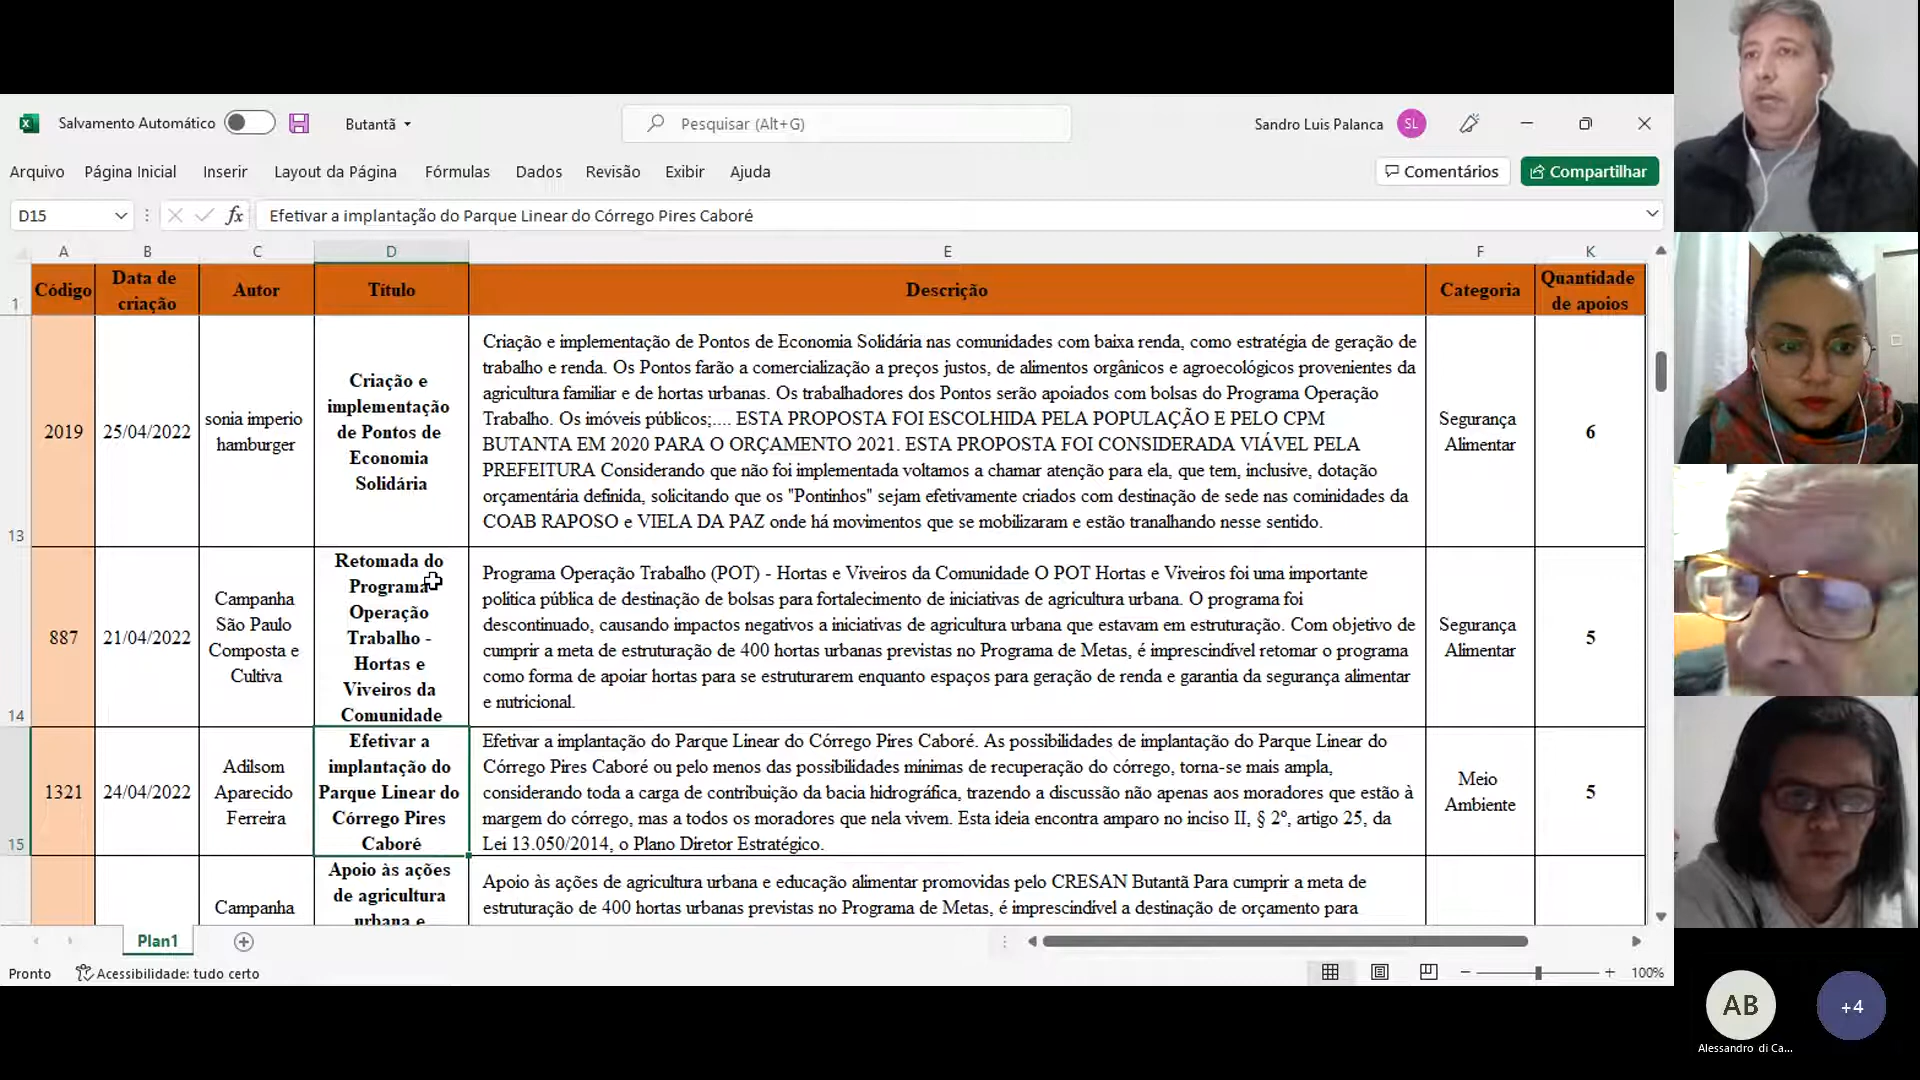 Salvamento Automático
Butantã
Pesquisar (Alt+G)
Sandro Luis Palanca
SL
Arquivo
Página Inicial
Inserir
Layout da Página
Fórmulas
Dados
Revisão
Exibir
Ajuda
Comentários
Compartilhar
D15
fx
Efetivar a implantação do Parque Linear do Córrego Pires Caboré
A
B
C
D
E
F
K
1
Código
Data de
criação
Autor
Título
Descrição
Categoria
Quantidade
de apoios
13
2019
25/04/2022
sonia imperio
hamburger
Criação e
implementação
de Pontos de
Economia
Solidária
Criação e implementação de Pontos de Economia Solidária nas comunidades com baixa renda, como estratégia de geração de
trabalho e renda. Os Pontos farão a comercialização a preços justos, de alimentos orgânicos e agroecológicos provenientes da
agricultura familiar e de hortas urbanas. Os trabalhadores dos Pontos serão apoiados com bolsas do Programa Operação
Trabalho. Os imóveis públicos;.... ESTA PROPOSTA FOI ESCOLHIDA PELA POPULAÇÃO E PELO CPM
BUTANTA EM 2020 PARA O ORÇAMENTO 2021. ESTA PROPOSTA FOI CONSIDERADA VIÁVEL PELA
PREFEITURA Considerando que não foi implementada voltamos a chamar atenção para ela, que tem, inclusive, dotação
orçamentária definida, solicitando que os "Pontinhos" sejam efetivamente criados com destinação de sede nas cominidades da
COAB RAPOSO e VIELA DA PAZ onde há movimentos que se mobilizaram e estão tranalhando nesse sentido.
Segurança
Alimentar
6
14
887
21/04/2022
Campanha
São Paulo
Composta e
Cultiva
Retomada do
Programa
Operação
Trabalho -
Hortas e
Viveiros da
Comunidade
Programa Operação Trabalho (POT) - Hortas e Viveiros da Comunidade O POT Hortas e Viveiros foi uma importante
política pública de destinação de bolsas para fortalecimento de iniciativas de agricultura urbana. O programa foi
descontinuado, causando impactos negativos a iniciativas de agricultura urbana que estavam em estruturação. Com objetivo de
cumprir a meta de estruturação de 400 hortas urbanas previstas no Programa de Metas, é imprescindível retomar o programa
como forma de apoiar hortas para se estruturarem enquanto espaços para geração de renda e garantia da segurança alimentar
e nutricional.
Segurança
Alimentar
5
15
1321
24/04/2022
Adilsom
Aparecido
Ferreira
Efetivar a
implantação do
Parque Linear do
Córrego Pires
Caboré
Efetivar a implantação do Parque Linear do Córrego Pires Caboré. As possibilidades de implantação do Parque Linear do
Córrego Pires Caboré ou pelo menos das possibilidades mínimas de recuperação do córrego, torna-se mais ampla,
considerando toda a carga de contribuição da bacia hidrográfica, trazendo a discussão não apenas aos moradores que estão à
margem do córrego, mas a todos os moradores que nela vivem. Esta ideia encontra amparo no inciso II, § 2º, artigo 25, da
Lei 13.050/2014, o Plano Diretor Estratégico.
Meio
Ambiente
5
Campanha
Apoio às ações
de agricultura
urbana e
Apoio às ações de agricultura urbana e educação alimentar promovidas pelo CRESAN Butantã Para cumprir a meta de
estruturação de 400 hortas urbanas previstas no Programa de Metas, é imprescindível a destinação de orçamento para
Plan1
Pronto
Acessibilidade: tudo certo
100%
AB
+4
Alessandro di Ca...